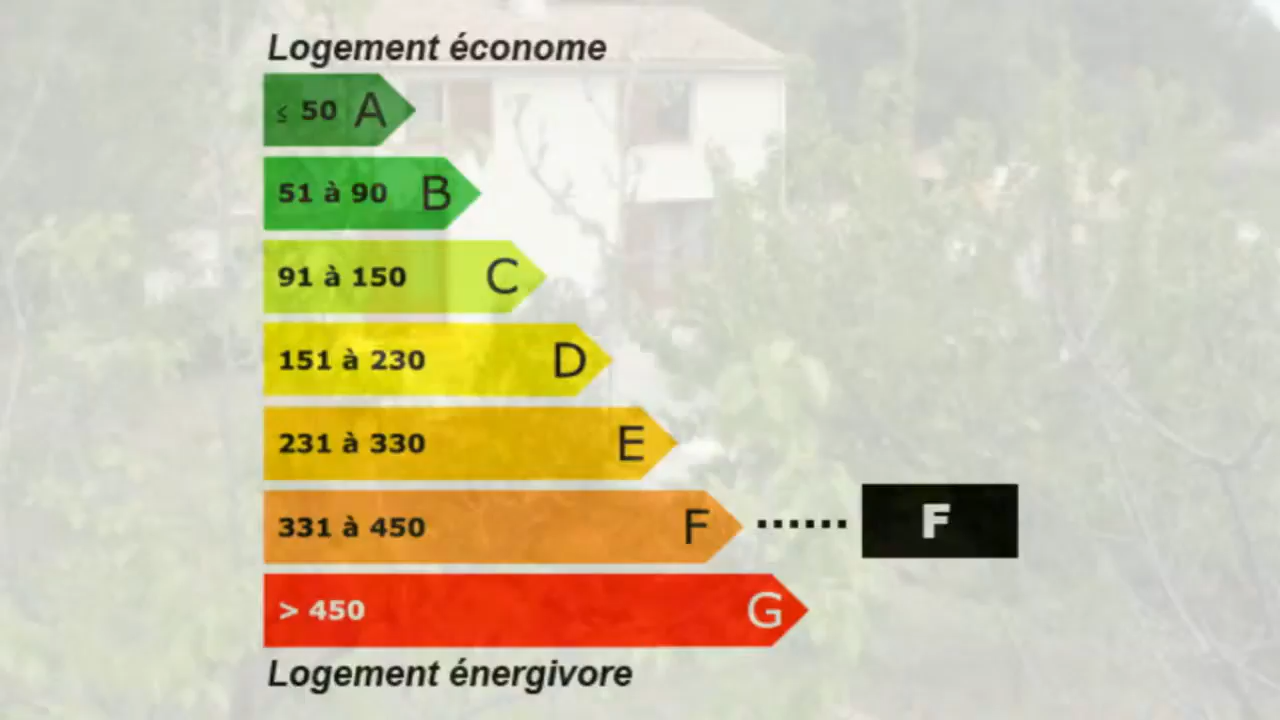 Logement économe
≤ 50 A
51 à 90 B
91 à 150 C
151 à 230 D
231 à 330 E
331 à 450 F ...... F
> 450 G
Logement énergivore